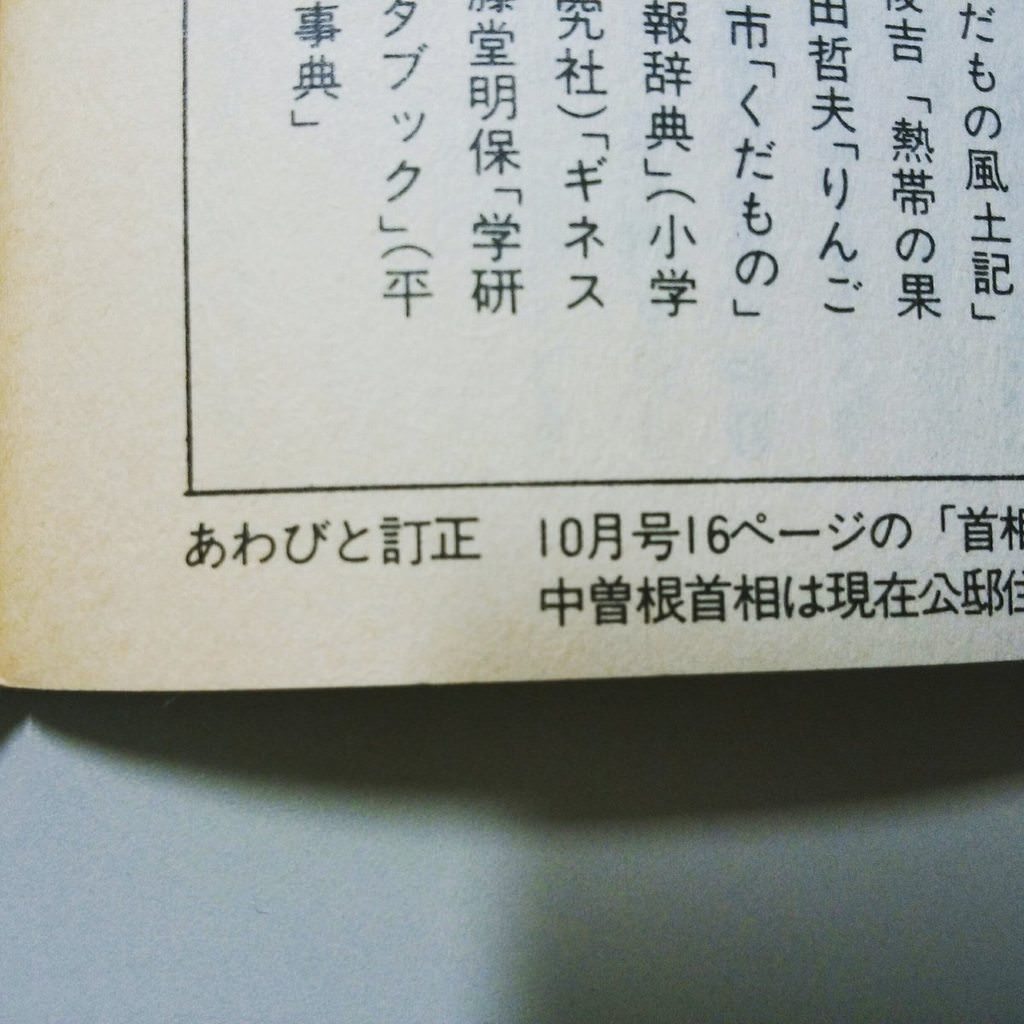 だもの風土記」
吉「熱帯の果
田哲夫「りんご
市「くだもの」
報辞典」(小学
究社)「ギネス
藤堂明保「学研
タブック」(平
事典」
あわびと訂正　10月号16ページの「首相
中曽根首相は現在公邸住